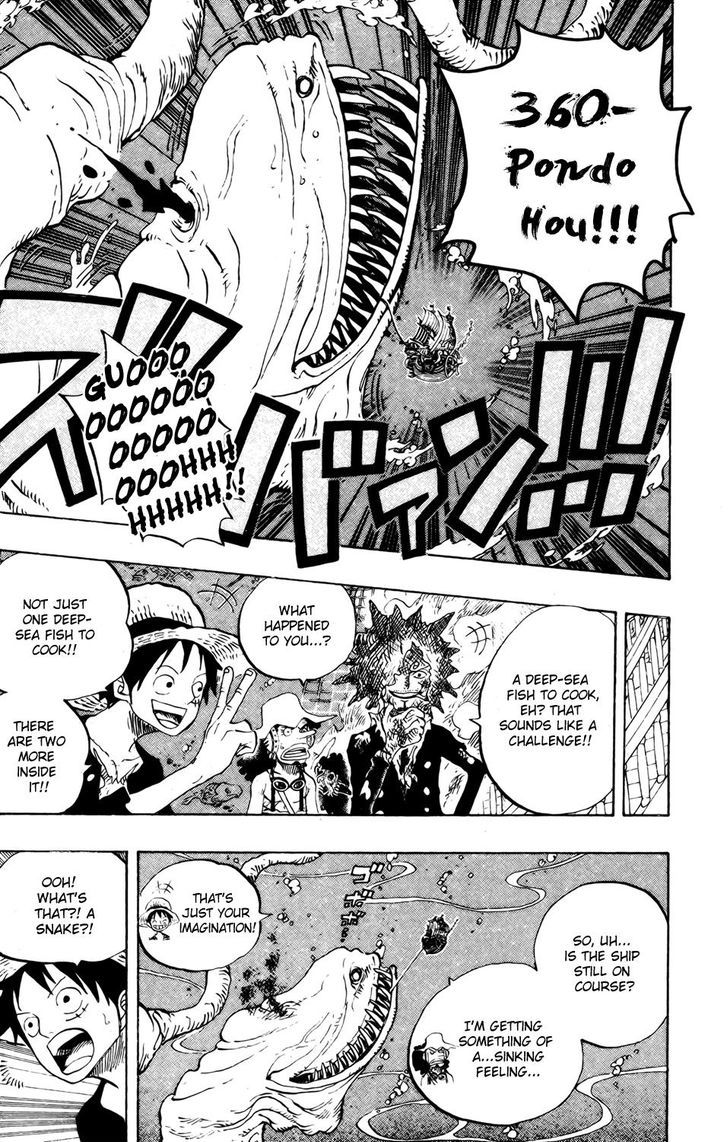 360-
Pondo
Hou!!!
GUOOO
OOOOOO
OOOOO
OOOHHH
HHHHH!!
ズバァン!!!
A DEEP-SEA
FISH TO COOK,
EH? THAT
SOUNDS LIKE A
CHALLENGE!!
WHAT
HAPPENED
TO YOU...?
NOT JUST
ONE DEEP-
SEA FISH TO
COOK!!
THERE
ARE TWO
MORE
INSIDE
IT!!
SO, UH...
IS THE SHIP
STILL ON
COURSE?
I'M GETTING
SOMETHING OF
A...SINKING
FEELING...
THAT'S
JUST YOUR
IMAGINATION!
OOH!
WHAT'S
THAT?! A
SNAKE?!